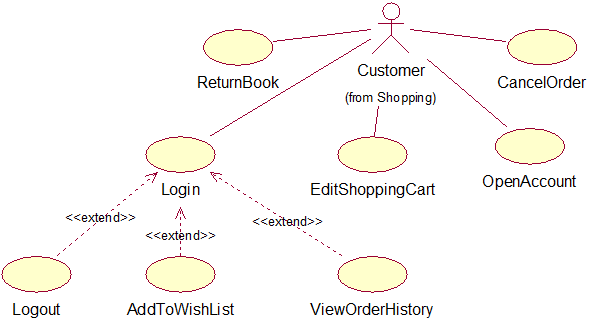 Customer
(from Shopping)
ReturnBook
CancelOrder
Login
EditShoppingCart
OpenAccount
<<extend>>
<<extend>>
<<extend>>
Logout
AddToWishList
ViewOrderHistory